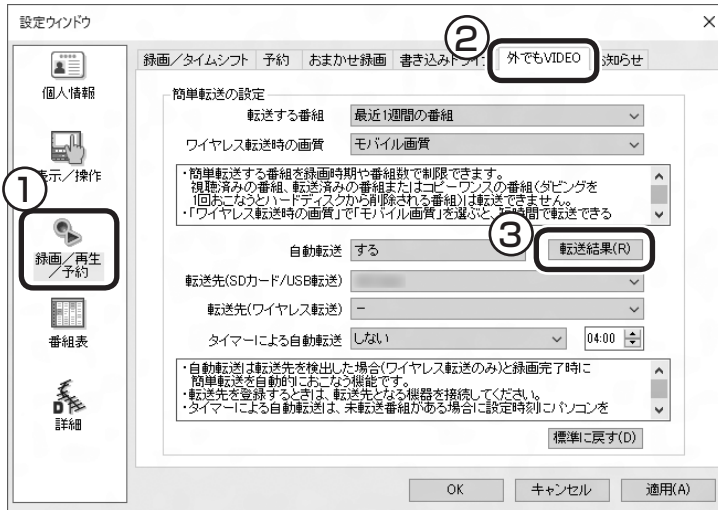 設定ウィンドウ
②
録画/タイムシフト 予約 おまかせ録画 書き込みドライ 外でもVIDEO お知らせ
個人情報
簡単転送の設定
転送する番組 最近1週間の番組
ワイヤレス転送時の画質 モバイル画質
①
表示/操作
・簡単転送する番組を録画時期や番組数で制限できます。
視聴済みの番組、転送済みの番組またはコピーワンスの番組(ダビングを
1回おこなうとハードディスクから削除される番組)は転送できません。
・「ワイヤレス転送時の画質」で「モバイル画質」を選ぶと、短時間で転送できる
③
録画/再生
/予約
自動転送 する 転送結果(R)
転送先(SDカード/USB転送)
転送先(ワイヤレス転送) −
番組表
タイマーによる自動転送 しない 04:00
・自動転送は転送先を検出した場合(ワイヤレス転送のみ)と録画完了時に
簡単転送を自動的におこなう機能です。
・転送先を登録するときは、転送先となる機器を接続してください。
・タイマーによる自動転送は、未転送番組がある場合に設定時刻にパソコンを
詳細
標準に戻す(D)
OK キャンセル 適用(A)